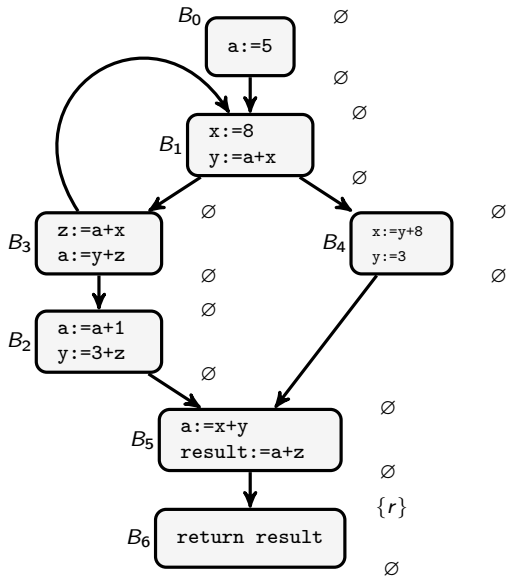 B0
∅
a:=5
∅
∅
B1
x:=8
y:=a+x
∅
B3
z:=a+x
a:=y+z
∅
∅
B4
x:=y+8
y:=3
∅
∅
B2
a:=a+1
y:=3+z
∅
∅
B5
a:=x+y
result:=a+z
∅
∅
B6
return result
{r}
∅